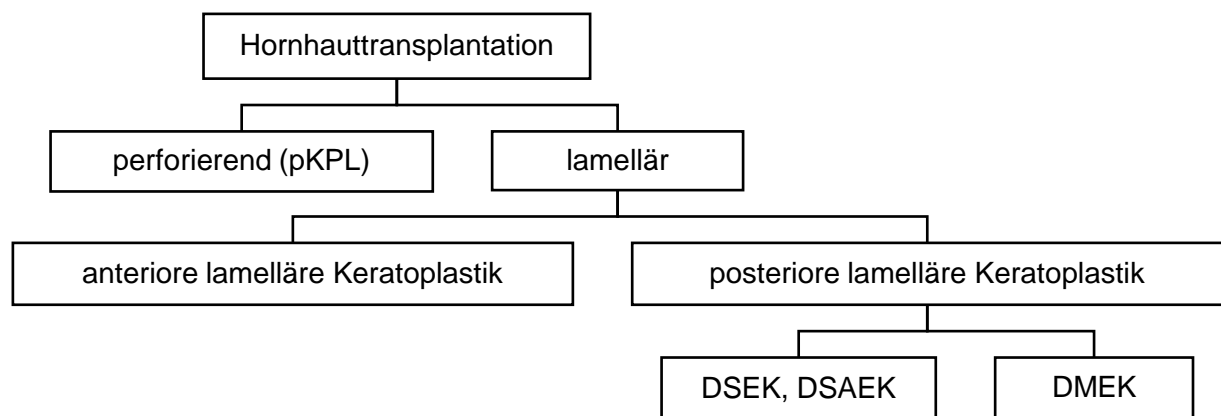 Hornhauttransplantation
perforierend (pKPL)
lamellär
anteriore lamelläre Keratoplastik
posteriore lamelläre Keratoplastik
DSEK, DSAEK
DMEK